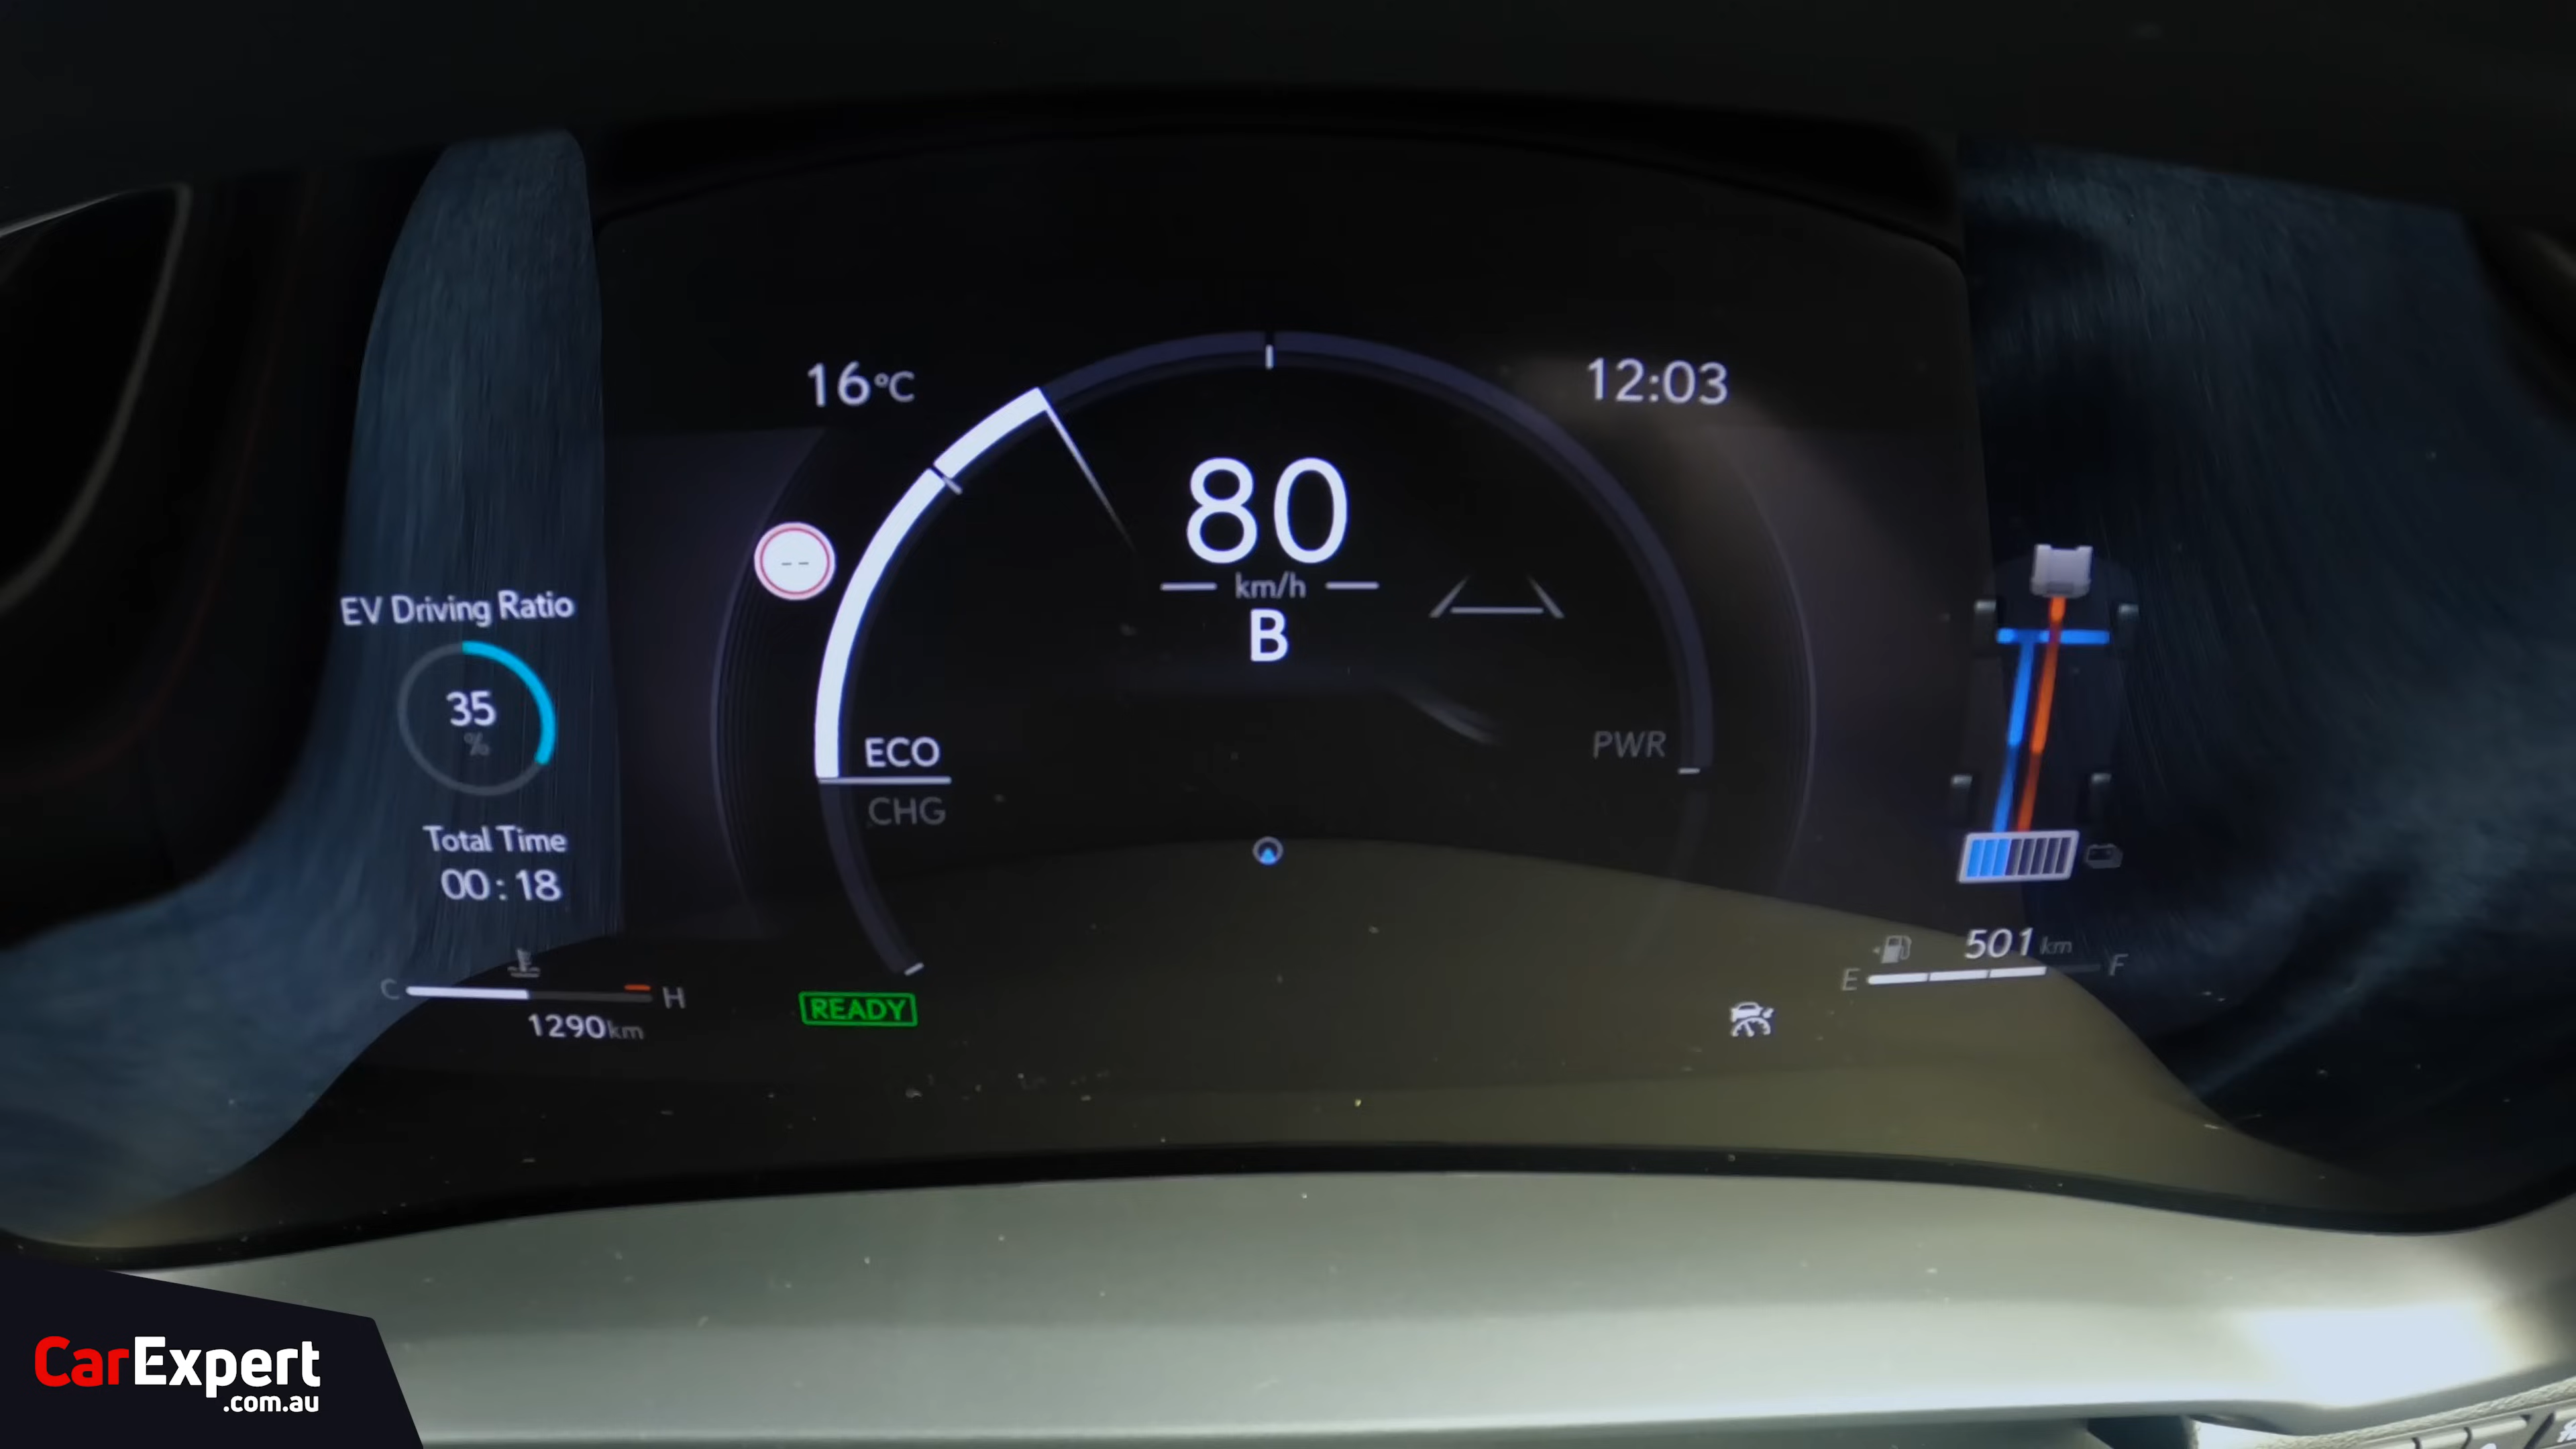 16°C
12:03
80
km/h
B
--
EV Driving Ratio
35
%
ECO
PWR
CHG
Total Time
00:18
501 km
E F
C H
1290km
READY
CarExpert
.com.au